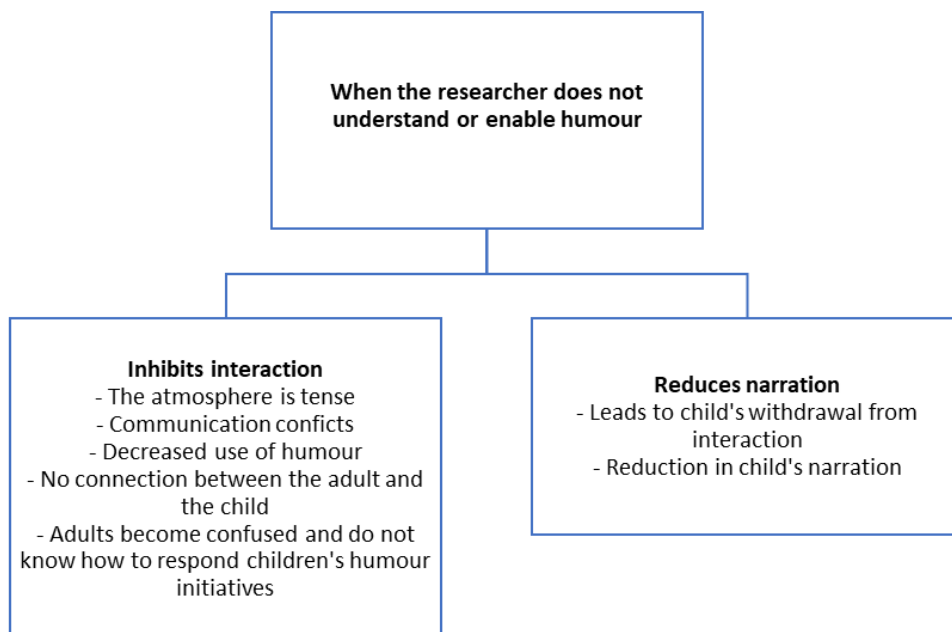 When the researcher does not
understand or enable humour
Inhibits interaction
- The atmosphere is tense
- Communication conficts
- Decreased use of humour
- No connection between the adult and
the child
- Adults become confused and do not
know how to respond children's humour
initiatives
Reduces narration
- Leads to child's withdrawal from
interaction
- Reduction in child's narration